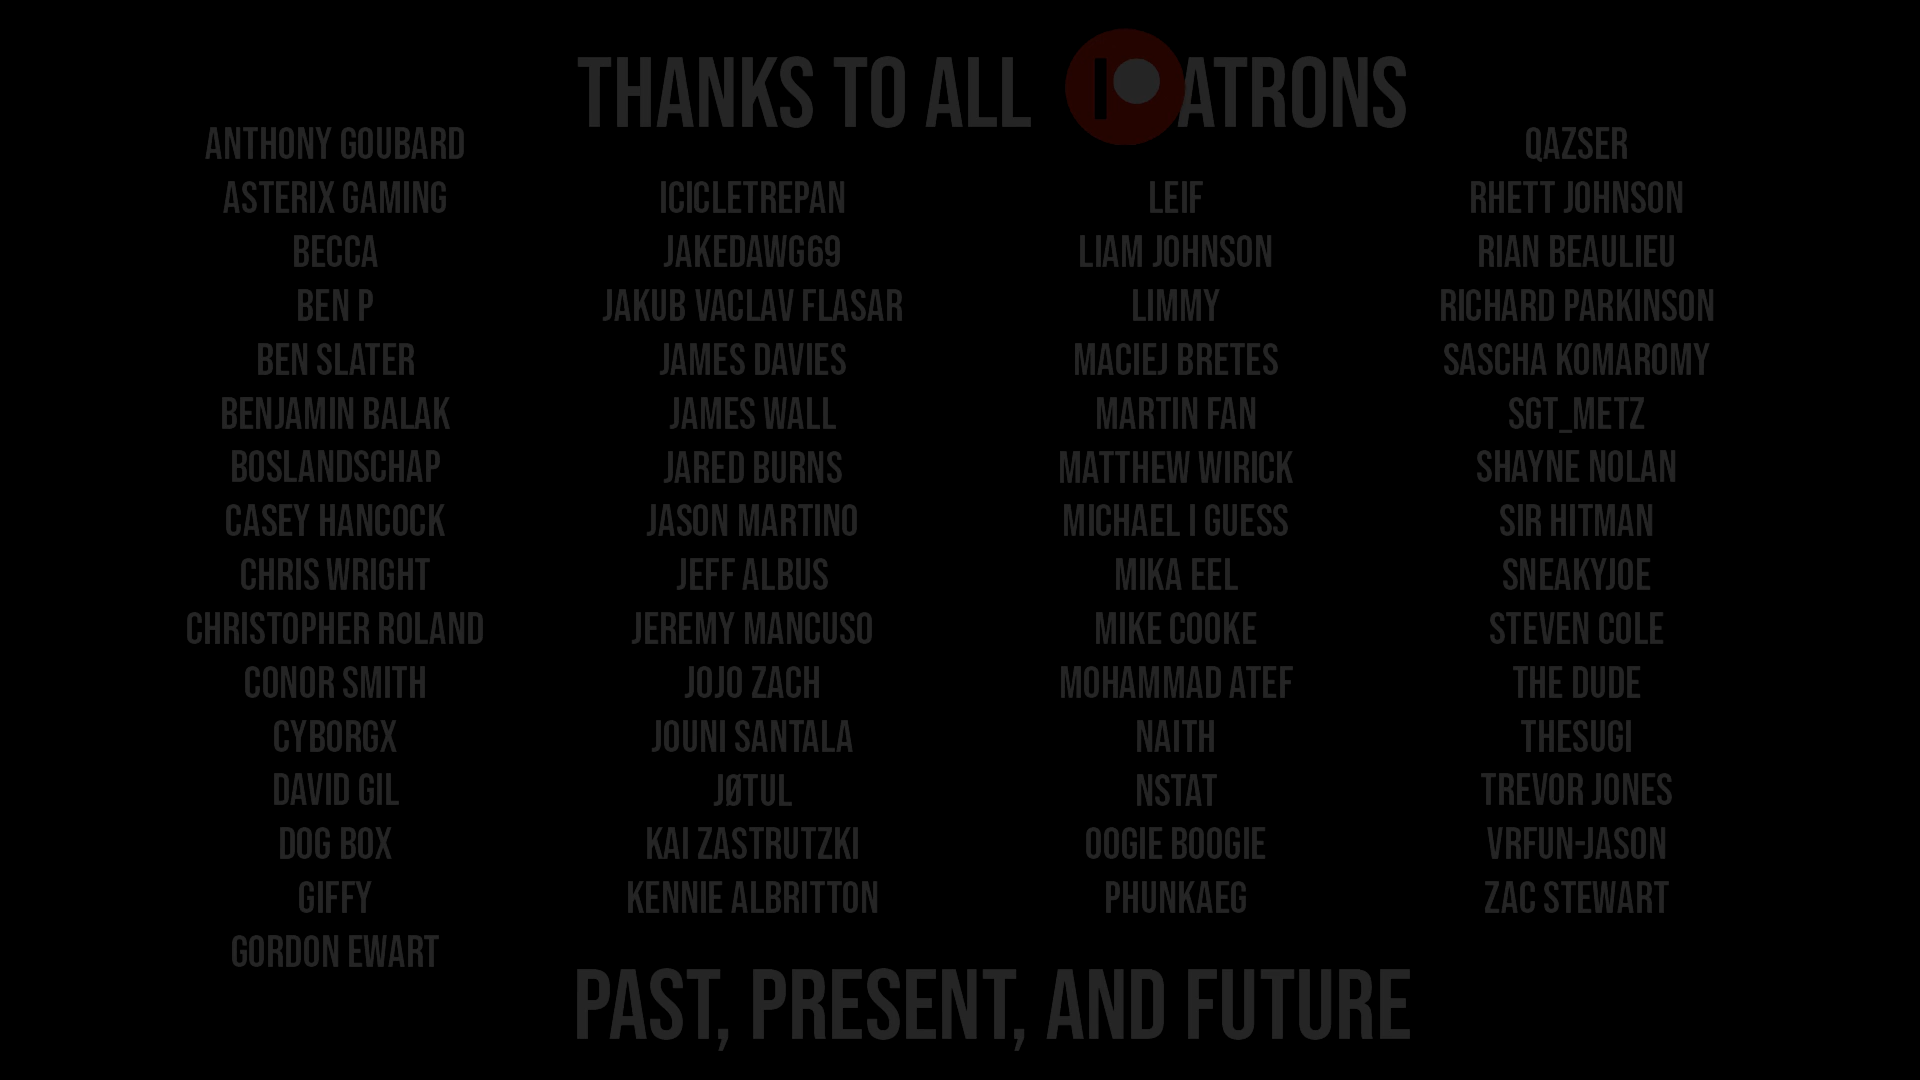 THANKS TO ALL PATRONS
ANTHONY GOUBARD
ASTERIX GAMING
BECCA
BEN P
BEN SLATER
BENJAMIN BALAK
BOSLANDSCHAP
CASEY HANCOCK
CHRIS WRIGHT
CHRISTOPHER ROLAND
CONOR SMITH
CYBORGX
DAVID GIL
DOG BOX
GIFFY
GORDON EWART
ICICLETREPAN
JAKEDAWG69
JAKUB VACLAV FLASAR
JAMES DAVIES
JAMES WALL
JARED BURNS
JASON MARTINO
JEFF ALBUS
JEREMY MANCUSO
JOJO ZACH
JOUNI SANTALA
JØTUL
KAI ZASTRUTZKI
KENNIE ALBRITTON
LEIF
LIAM JOHNSON
LIMMY
MACIEJ BRETES
MARTIN FAN
MATTHEW WIRICK
MICHAEL I GUESS
MIKA EEL
MIKE COOKE
MOHAMMAD ATEF
NAITH
NSTAT
OOGIE BOOGIE
PHUNKAEG
QAZSER
RHETT JOHNSON
RIAN BEAULIEU
RICHARD PARKINSON
SASCHA KOMAROMY
SGT_METZ
SHAYNE NOLAN
SIR HITMAN
SNEAKYJOE
STEVEN COLE
THE DUDE
THESUGI
TREVOR JONES
VRFUN-JASON
ZAC STEWART
PAST, PRESENT, AND FUTURE